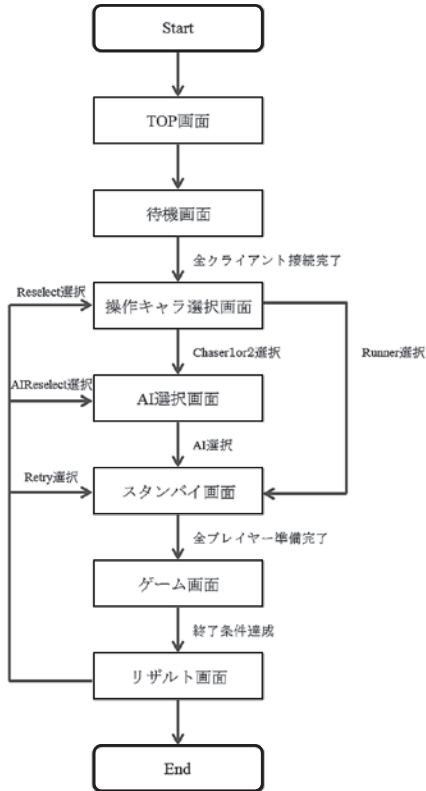 Start
TOP画面
待機画面
全クライアント接続完了
Reselect選択
操作キャラ選択画面
Chaser1or2選択
Runner選択
AIReselect選択
AI選択画面
AI選択
Retry選択
スタンバイ画面
全プレイヤー準備完了
ゲーム画面
終了条件達成
リザルト画面
End